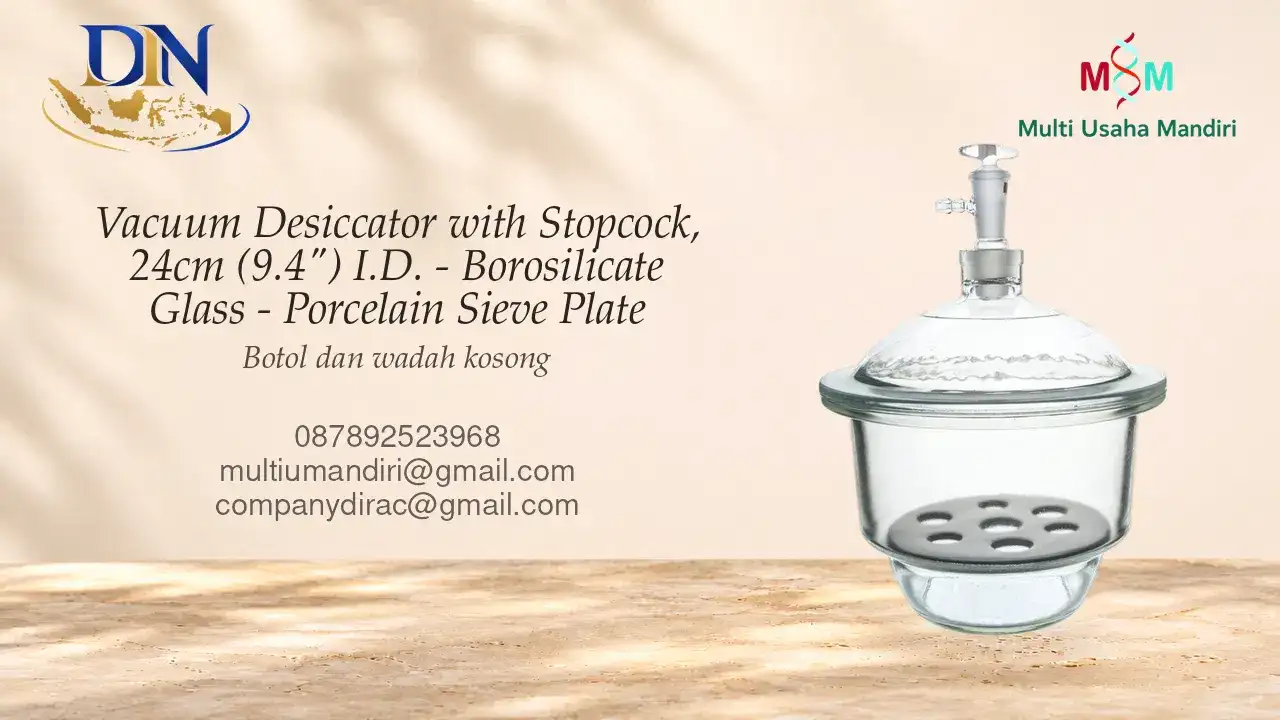 DN
M M
Multi Usaha Mandiri
Vacuum Desiccator with Stopcock,
24cm (9.4") I.D. - Borosilicate
Glass - Porcelain Sieve Plate
Botol dan wadah kosong
087892523968
multiumandiri@gmail.com
companydirac@gmail.com